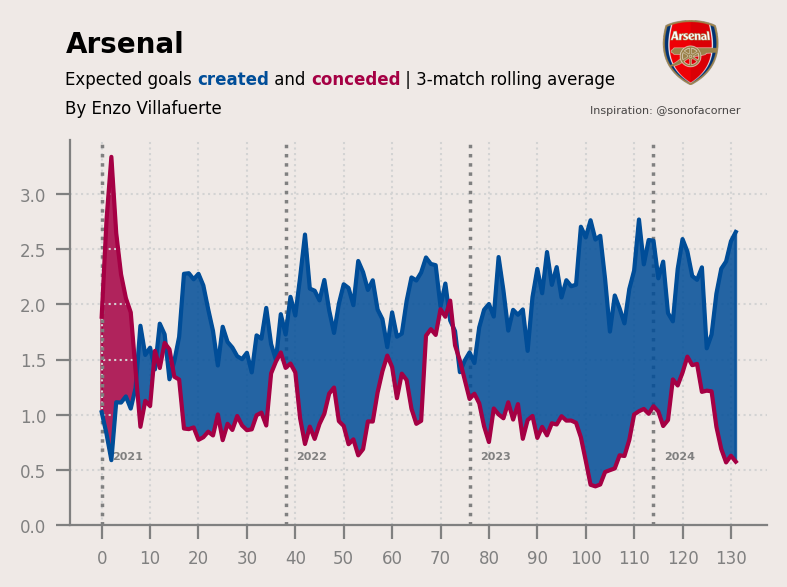 Arsenal
Arsenal
Expected goals created and conceded | 3-match rolling average
By Enzo Villafuerte
Inspiration: @sonofacorner
3.0
2.5
2.0
1.5
1.0
0.5
0.0
2021
2022
2023
2024
0 10 20 30 40 50 60 70 80 90 100 110 120 130